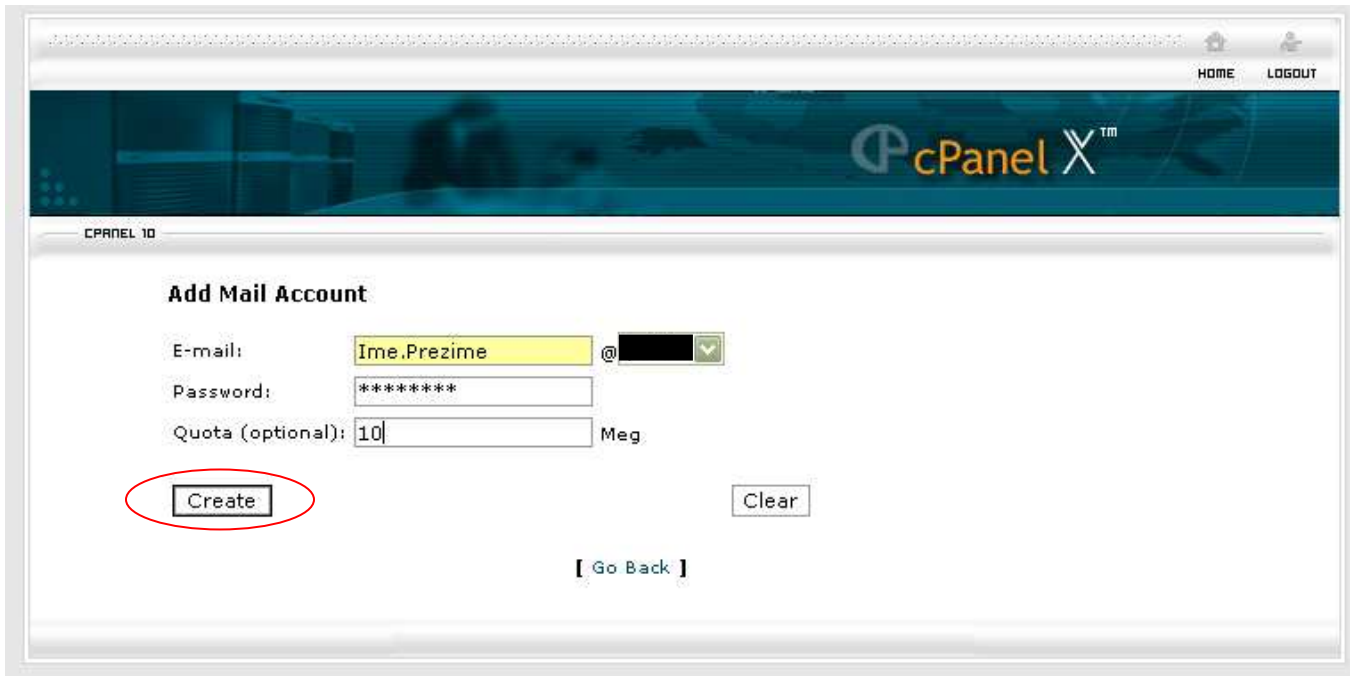 HOME LOGOUT
cPanel X™
CPANEL 10
Add Mail Account
E-mail: Ime.Prezime @
Password: ********
Quota (optional): 10 Meg
Create Clear
[ Go Back ]